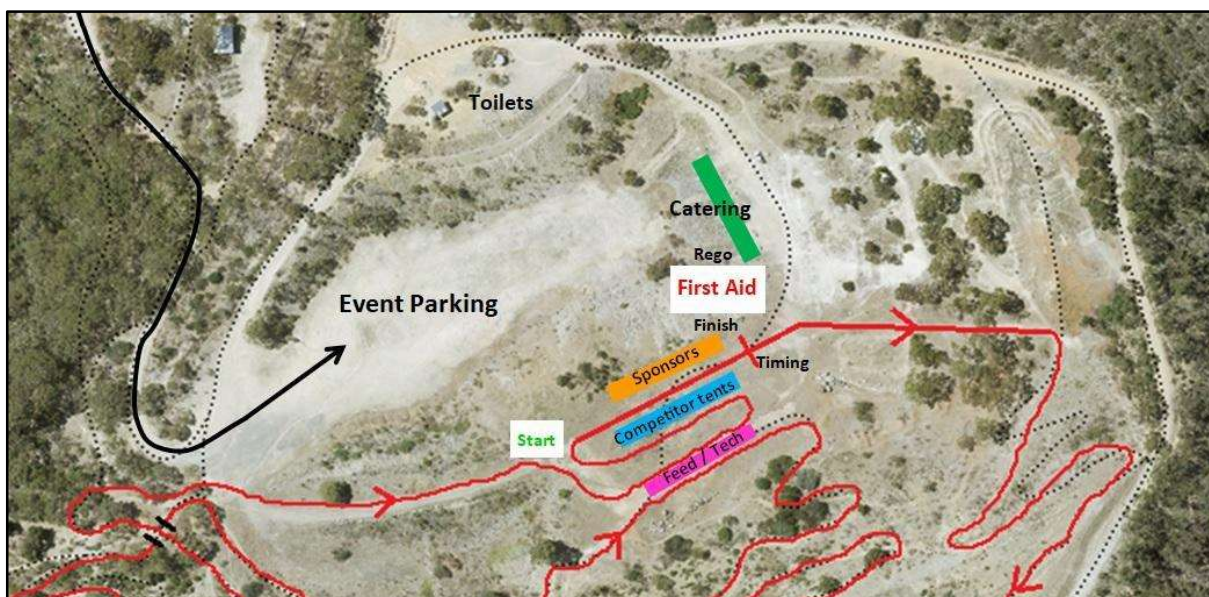 Toilets
Catering
Rego
First Aid
Event Parking
Finish
Sponsors
Timing
Competitor tents
Start
Feed / Tech